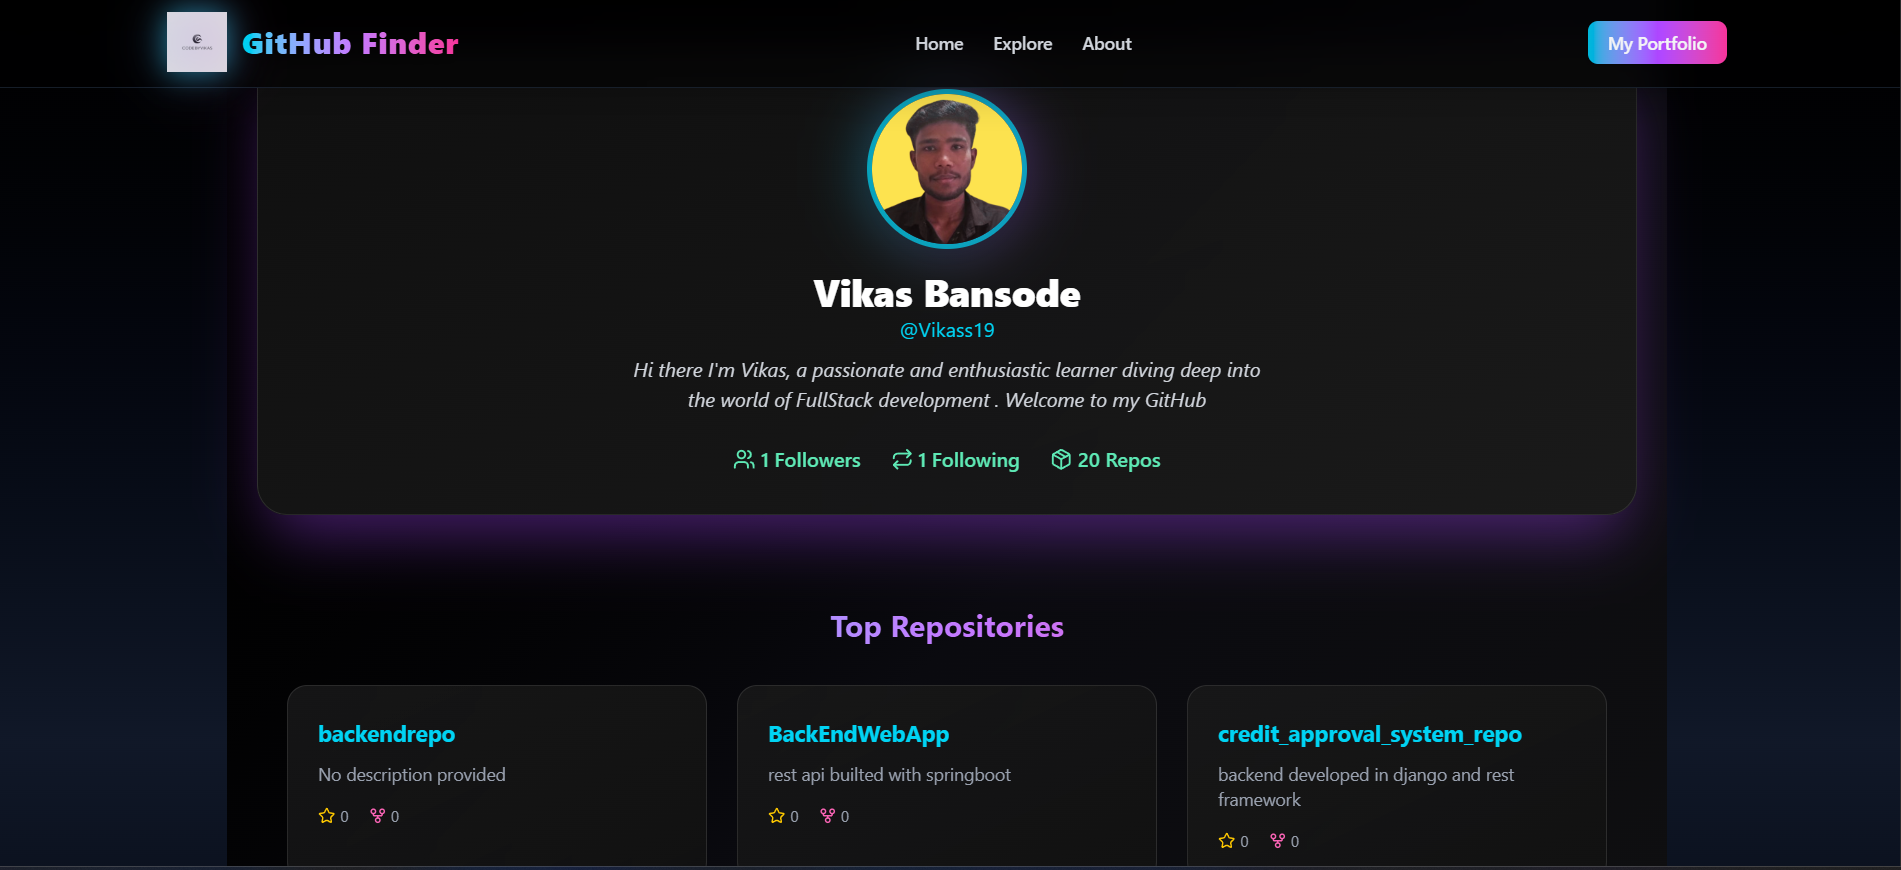 CODEBYVIKAS
GitHub Finder
Home
Explore
About
My Portfolio
Vikas Bansode
@Vikass19
Hi there I'm Vikas, a passionate and enthusiastic learner diving deep into
the world of FullStack development . Welcome to my GitHub
1 Followers
1 Following
20 Repos
Top Repositories
backendrepo
No description provided
0
0
BackEndWebApp
rest api builted with springboot
0
0
credit_approval_system_repo
backend developed in django and rest
framework
0
0